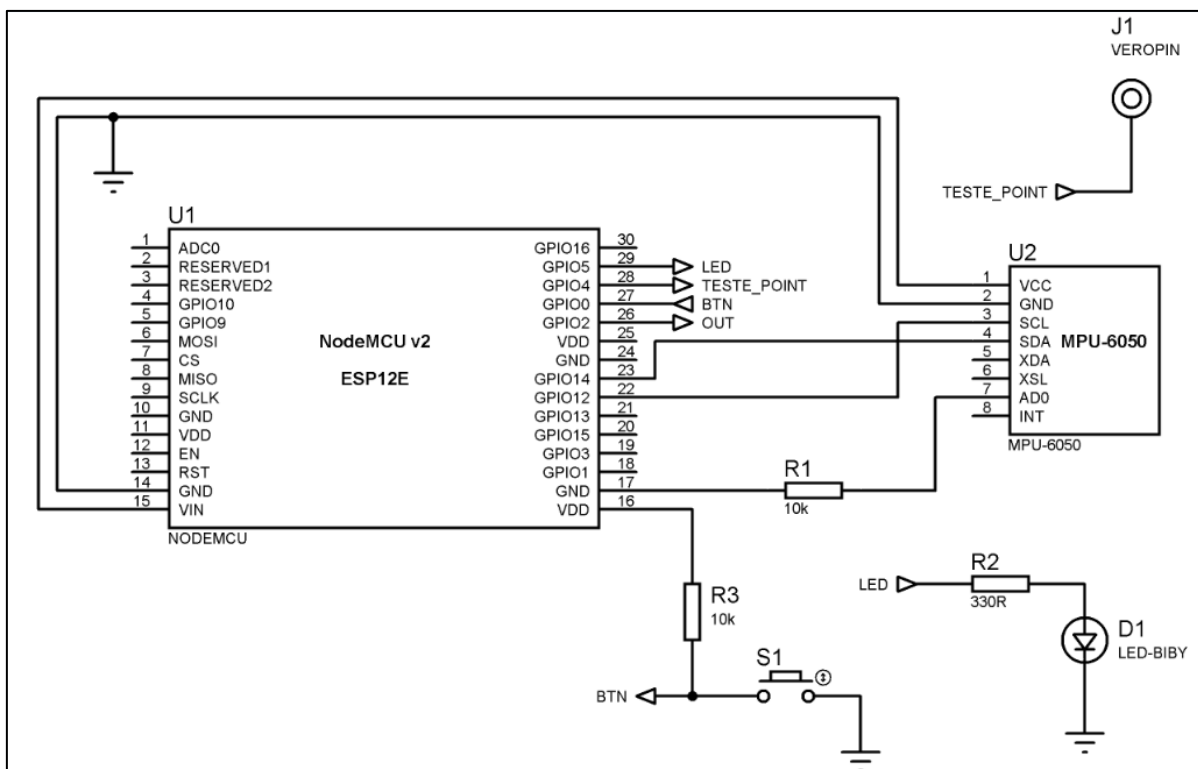 J1
VEROPIN
TESTE_POINT
U1
1 ADC0
2 RESERVED1
3 RESERVED2
4 GPIO10
5 GPIO9
6 MOSI
7 CS
8 MISO
9 SCLK
10 GND
11 VDD
12 EN
13 RST
14 GND
15 VIN
NodeMCU v2
ESP12E
GPIO16 30
GPIO5 29 LED
GPIO4 28 TESTE_POINT
GPIO0 27 BTN
GPIO2 26 OUT
VDD 25
GND 24
GPIO14 23
GPIO12 22
GPIO13 21
GPIO15 20
GPIO3 19
GPIO1 18
GND 17
VDD 16
NODEMCU
U2
1 VCC
2 GND
3 SCL
4 SDA
5 XDA
6 XSL
7 AD0
8 INT
MPU-6050
MPU-6050
R1
10k
R3
10k
S1
BTN
LED
R2
330R
D1
LED-BIBY